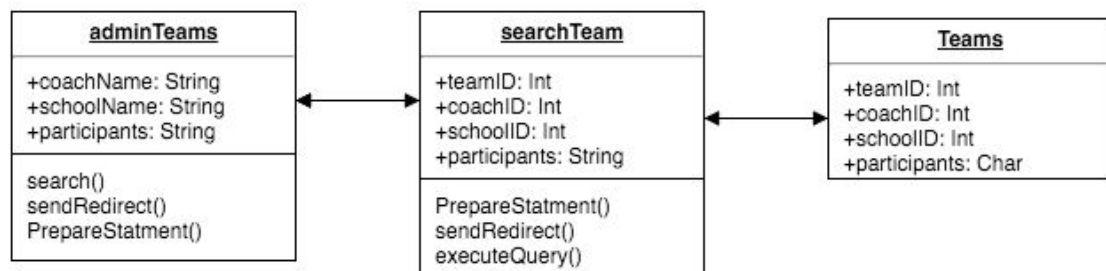 adminTeams
+coachName: String
+schoolName: String
+participants: String
search()
sendRedirect()
PrepareStatment()
searchTeam
+teamID: Int
+coachID: Int
+schoolID: Int
+participants: String
PrepareStatment()
sendRedirect()
executeQuery()
Teams
+teamID: Int
+coachID: Int
+schoolID: Int
+participants: Char